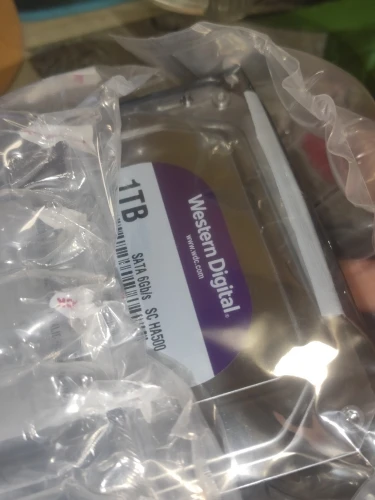 Western Digital®
www.wdc.com
1TB
SATA 6Gb/s SC HA500